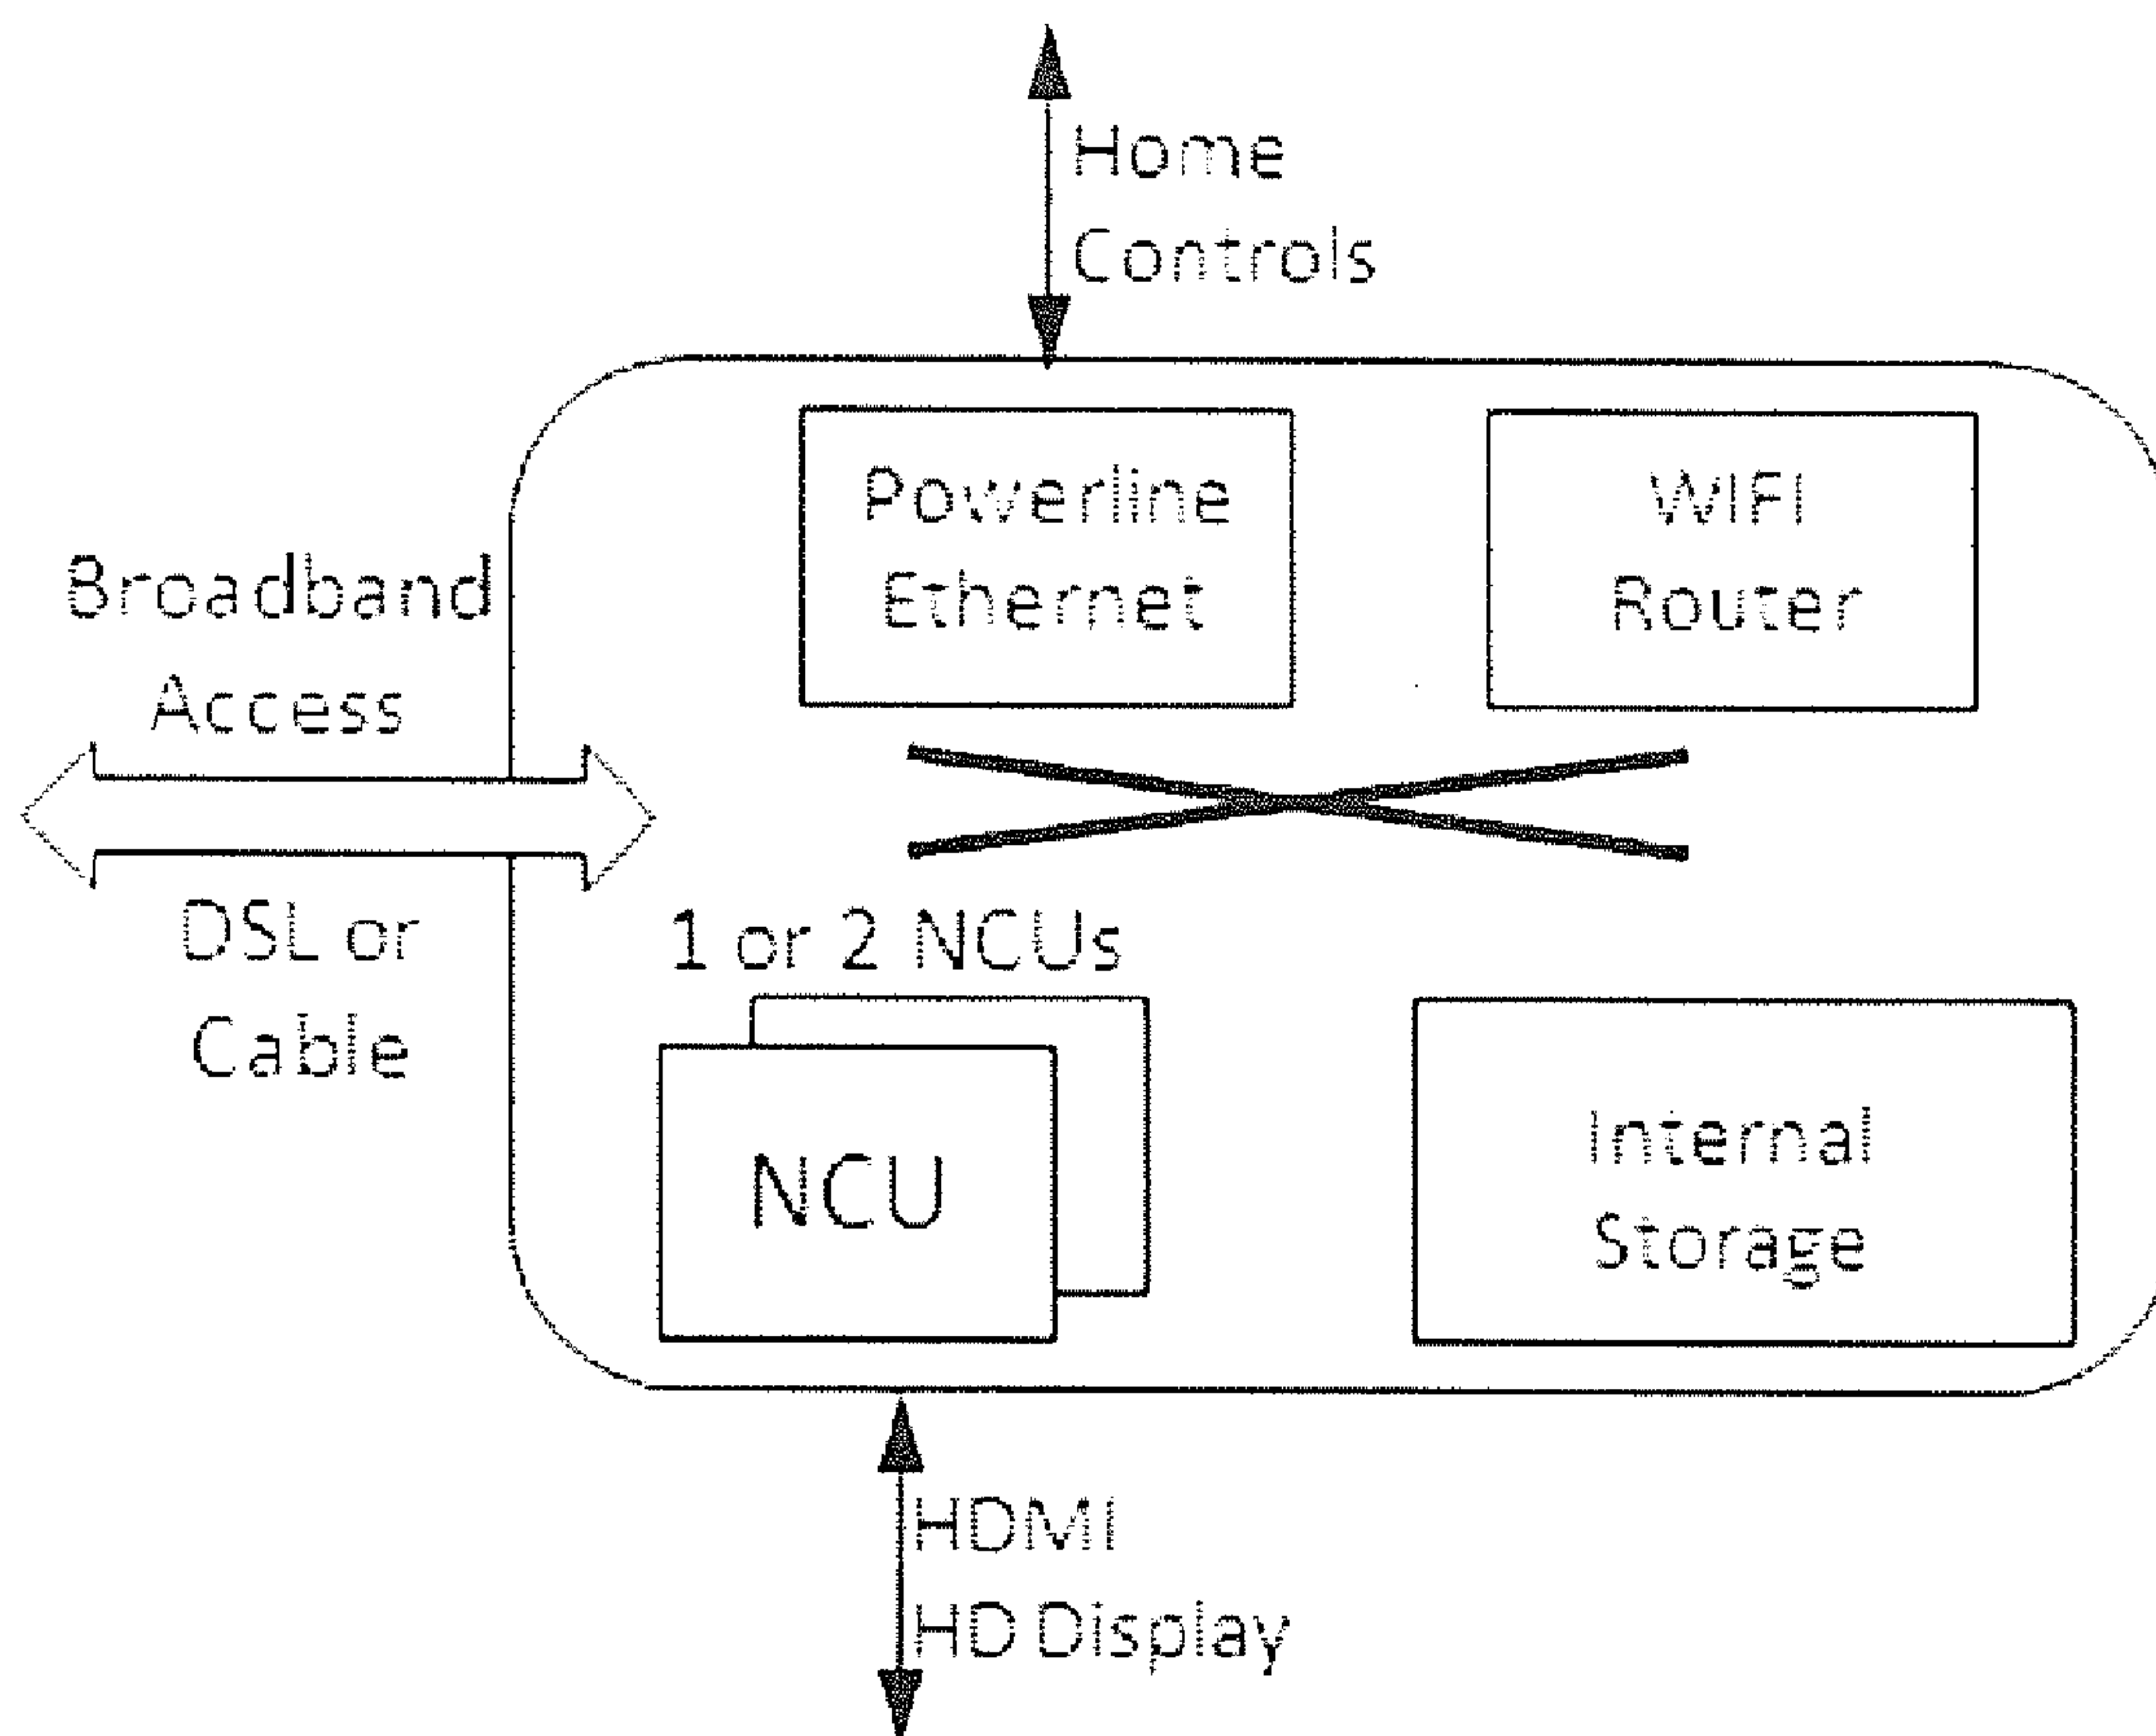 Home
Controls
Powerline
Ethernet
WIFI
Router
Broadband
Access
DSL or
Cable
1 or 2 NCUs
NCU
Internal
Storage
HDMI
HD Display